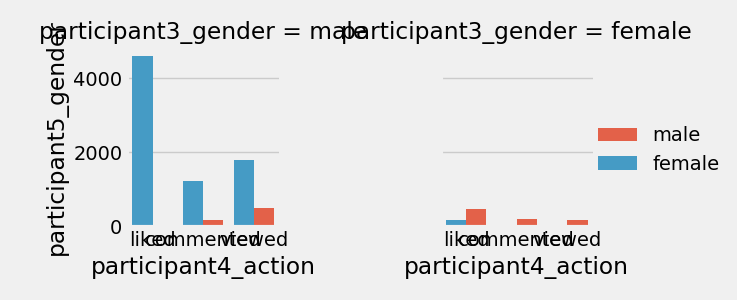 participant3_gender = male
participant3_gender = female
participant5_gender
4000
2000
0
liked
commented
viewed
liked
commented
viewed
participant4_action
participant4_action
male
female